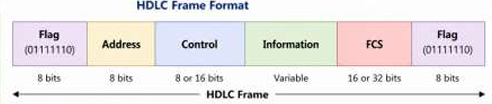 HDLC Frame Format
Flag Address Control Information FCS Flag
(01111110) (01111110)
8 bits 8 bits 8 or 16 bits Variable 16 or 32 bits 8 bits
HDLC Frame